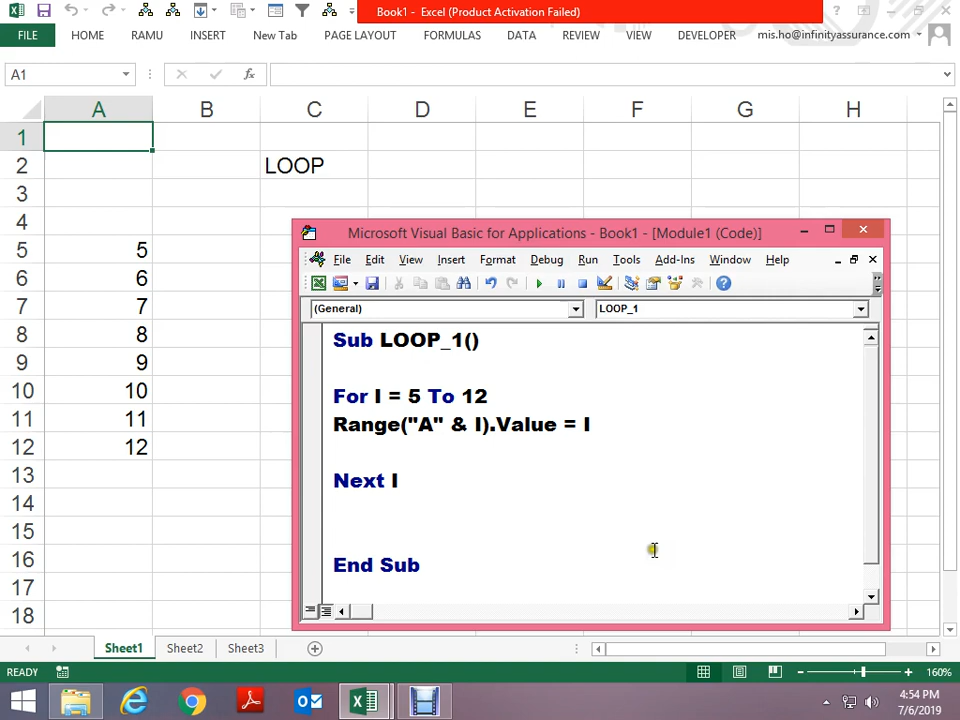 Book1 - Excel (Product Activation Failed)
FILE HOME RAMU INSERT New Tab PAGE LAYOUT FORMULAS DATA REVIEW VIEW DEVELOPER mis.ho@infinityassurance.com
A1 fx
A B C D E F G H
1
2 LOOP
3
4
5 5
6 6
7 7
8 8
9 9
10 10
11 11
12 12
13
14
15
16
17
18
Microsoft Visual Basic for Applications - Book1 - [Module1 (Code)]
File Edit View Insert Format Debug Run Tools Add-Ins Window Help
(General) LOOP_1
Sub LOOP_1()
For I = 5 To 12
Range("A" & I).Value = I
Next I
End Sub
Sheet1 Sheet2 Sheet3
READY 160%
4:54 PM
7/6/2019